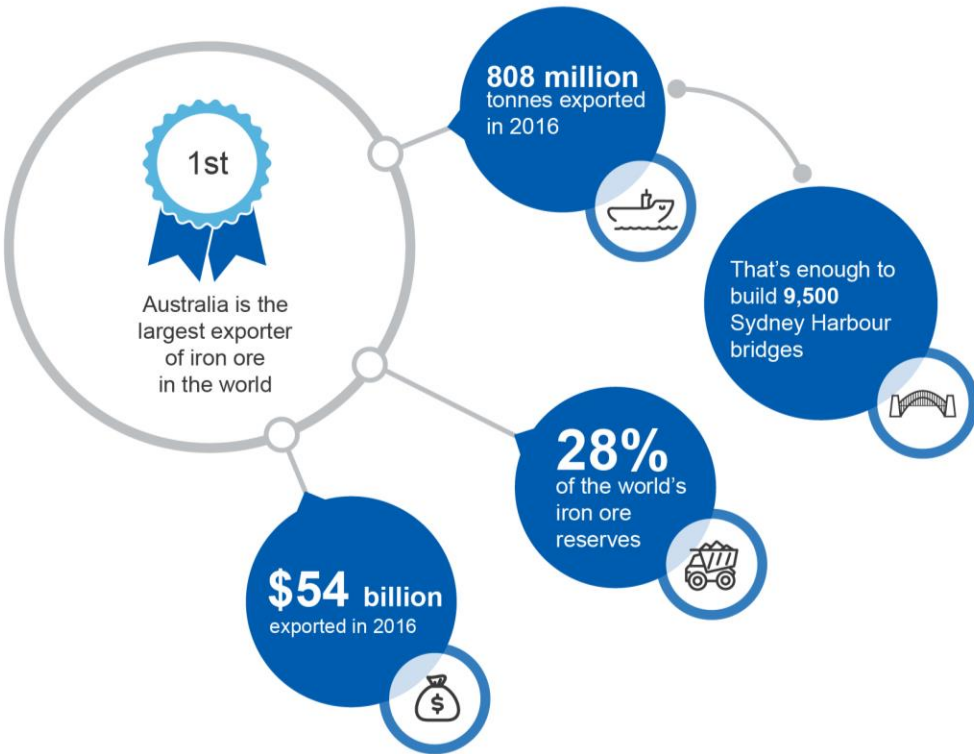 1st
Australia is the
largest exporter
of iron ore
in the world
808 million
tonnes exported
in 2016
That's enough to
build 9,500
Sydney Harbour
bridges
28%
of the world's
iron ore
reserves
$54 billion
exported in 2016
$